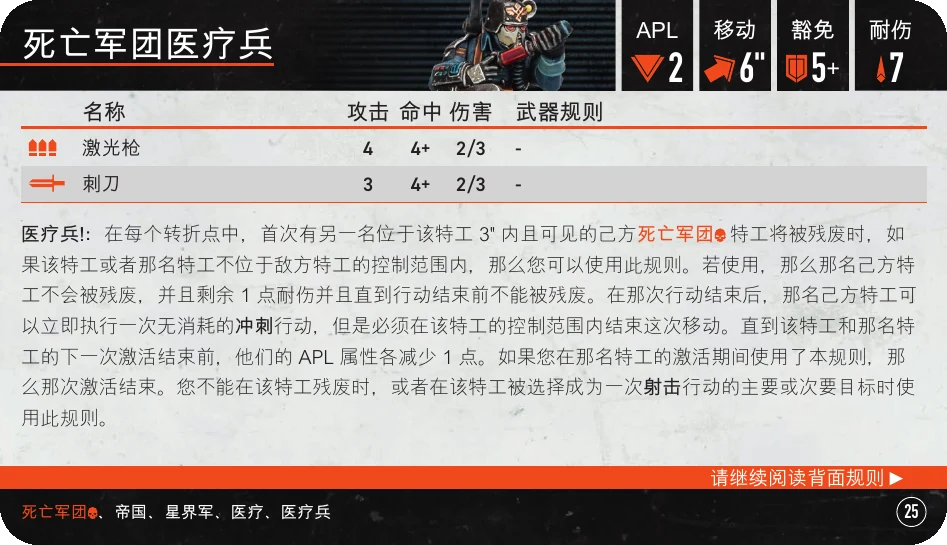 死亡军团医疗兵
APL 移动 豁免 耐伤
2 6" 5+ 7
名称 攻击 命中 伤害 武器规则
激光枪 4 4+ 2/3 -
刺刀 3 4+ 2/3 -
医疗兵!：在每个转折点中，首次有另一名位于该特工 3" 内且可见的己方死亡军团特工将被残废时，如
果该特工或者那名特工不位于敌方特工的控制范围内，那么您可以使用此规则。若使用，那么那名己方特
工不会被残废，并且剩余 1 点耐伤并且直到行动结束前不能被残废。在那次行动结束后，那名己方特工可
以立即执行一次无消耗的冲刺行动，但是必须在该特工的控制范围内结束这次移动。直到该特工和那名特
工的下一次激活结束前，他们的 APL 属性各减少 1 点。如果您在那名特工的激活期间使用了本规则，那
么那次激活结束。您不能在该特工残废时，或者在该特工被选择成为一次射击行动的主要或次要目标时使
用此规则。
请继续阅读背面规则 ▶
死亡军团、帝国、星界军、医疗、医疗兵
25